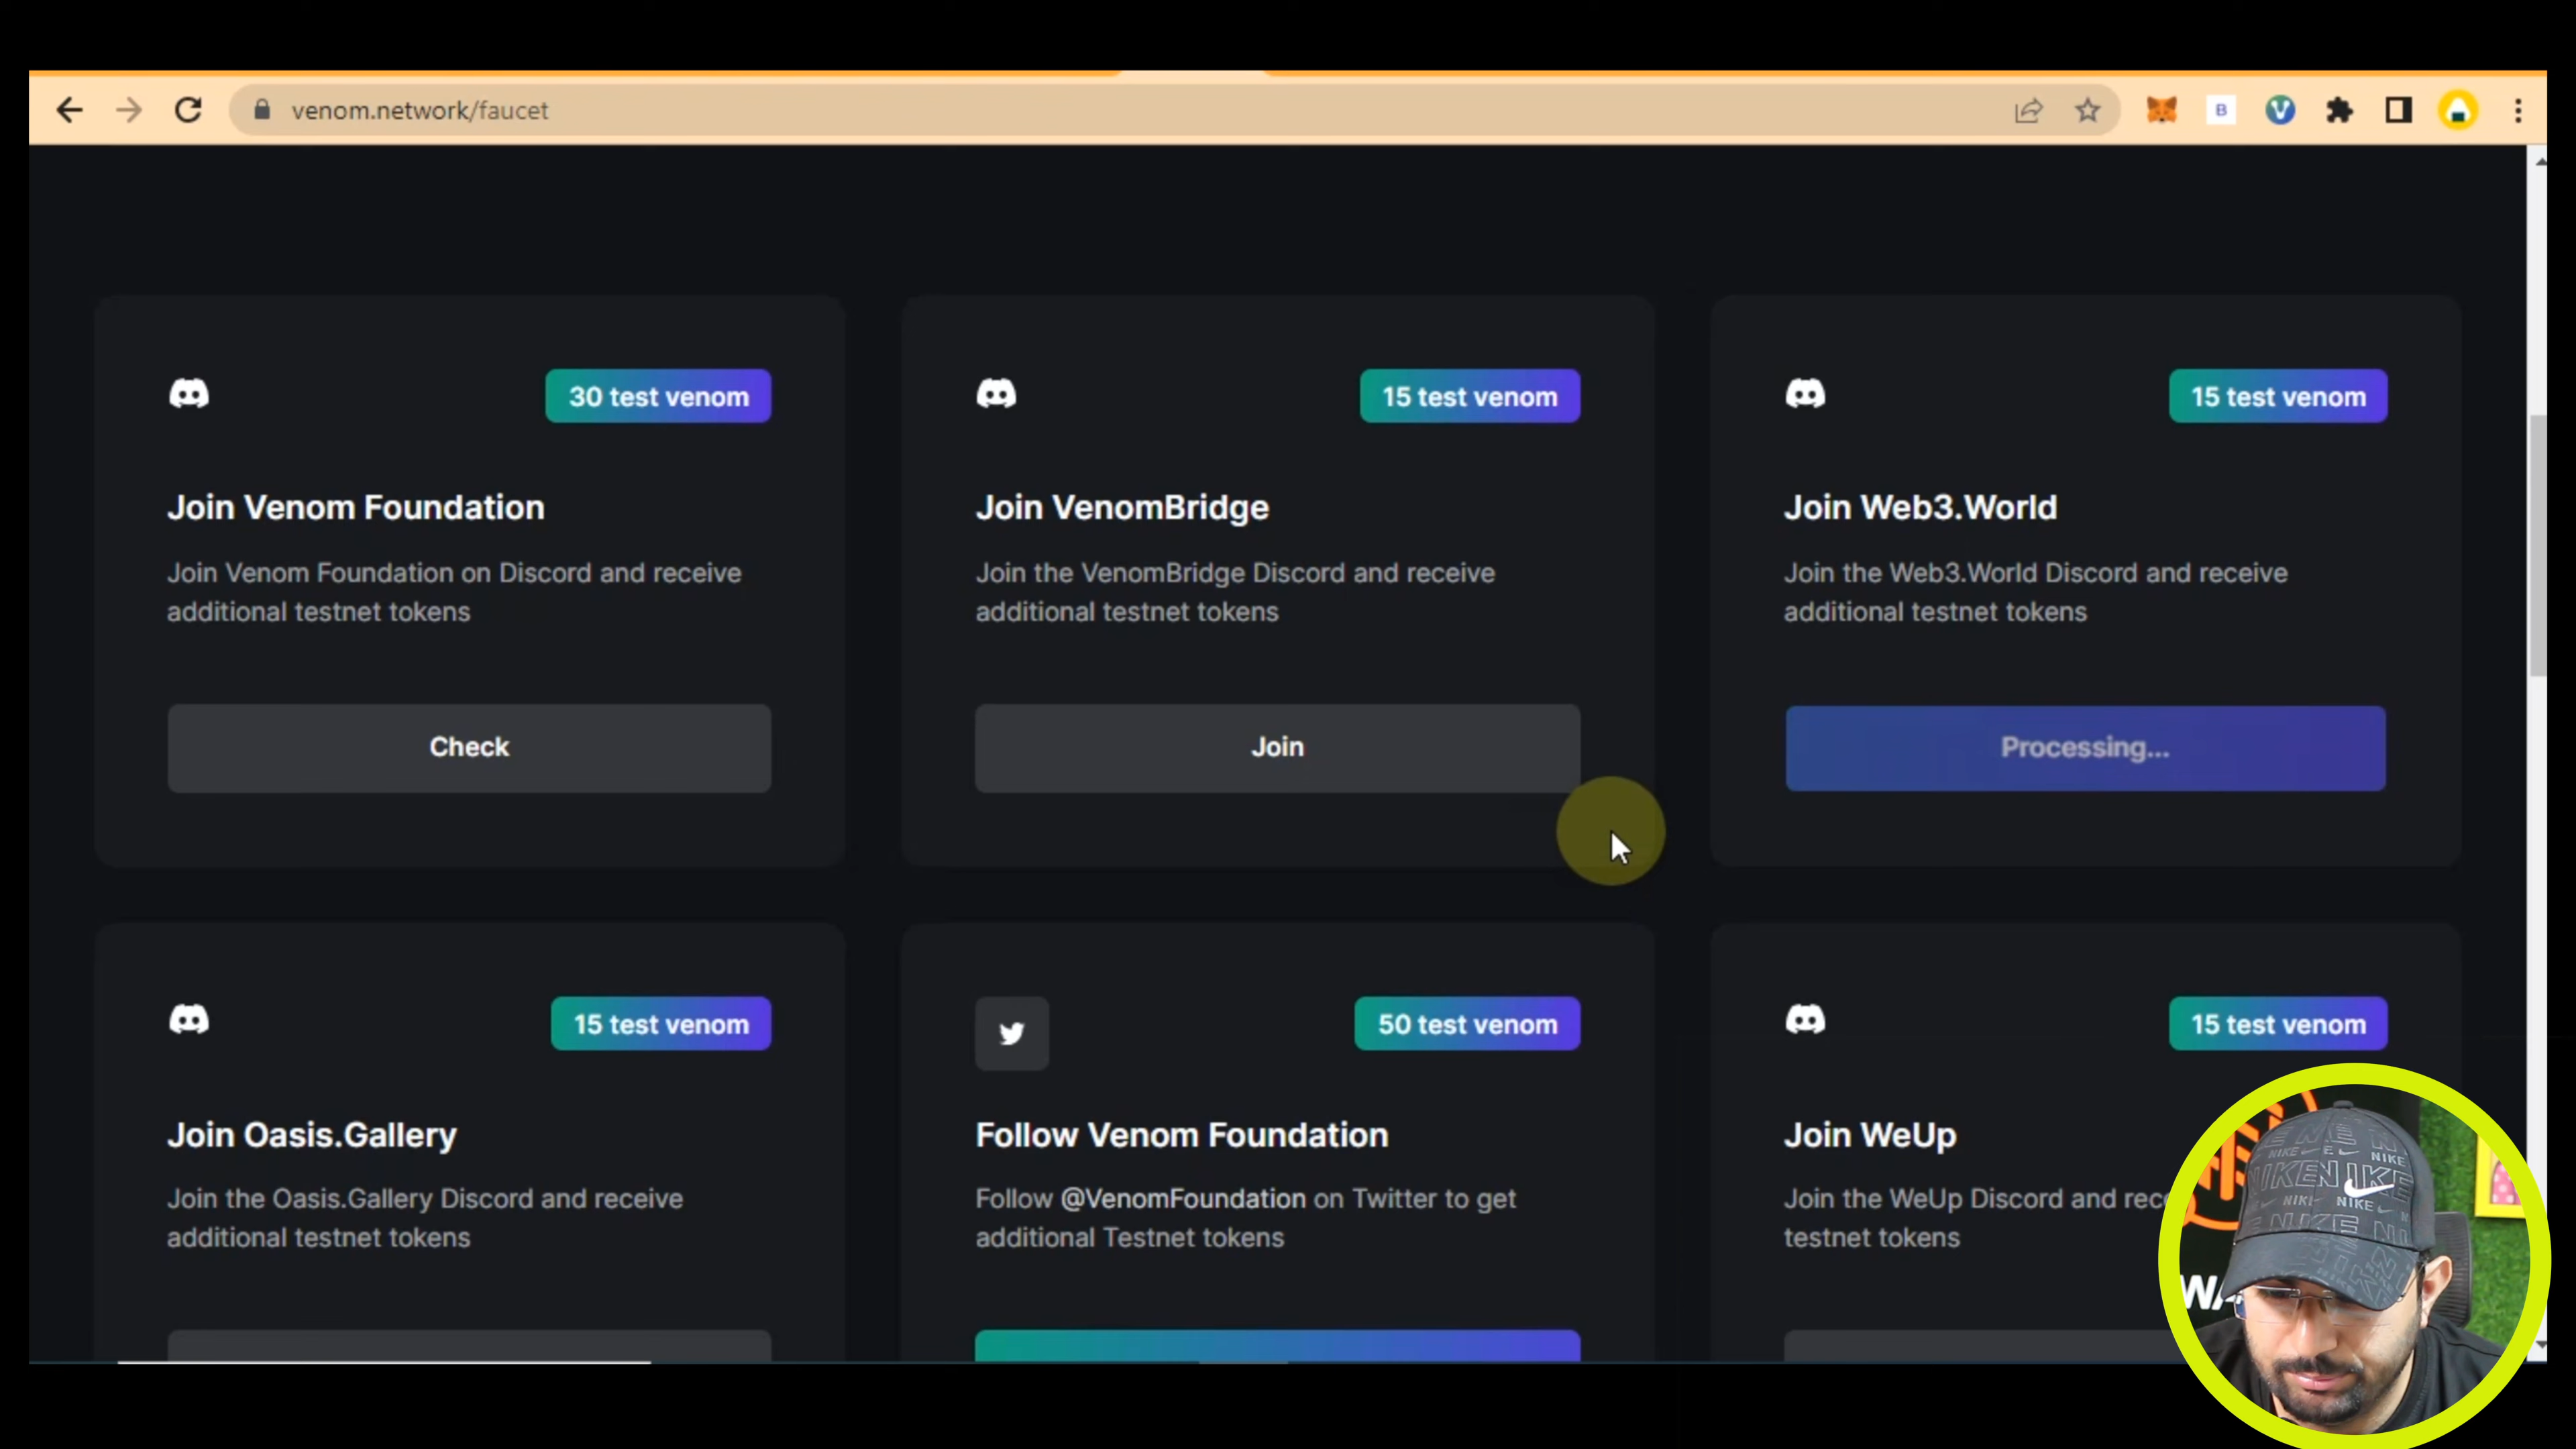 venom.network/faucet
B
30 test venom
15 test venom
15 test venom
Join Venom Foundation
Join VenomBridge
Join Web3.World
Join Venom Foundation on Discord and receive
additional testnet tokens
Join the VenomBridge Discord and receive
additional testnet tokens
Join the Web3.World Discord and receive
additional testnet tokens
Check
Join
Processing...
15 test venom
50 test venom
15 test venom
Join Oasis.Gallery
Follow Venom Foundation
Join WeUp
Join the Oasis.Gallery Discord and receive
additional testnet tokens
Follow @VenomFoundation on Twitter to get
additional Testnet tokens
Join the WeUp Discord and rec
testnet tokens
NIKE
NIKE
NIKE
WA